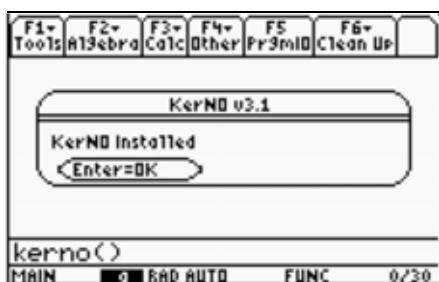 F1▾ F2▾ F3▾ F4▾ F5 F6▾
Tools Algebra Calc Other PrgmIO Clean Up
KerNO v3.1
KerNO Installed
Enter=OK
kerno()
MAIN RAD AUTO FUNC 0/30